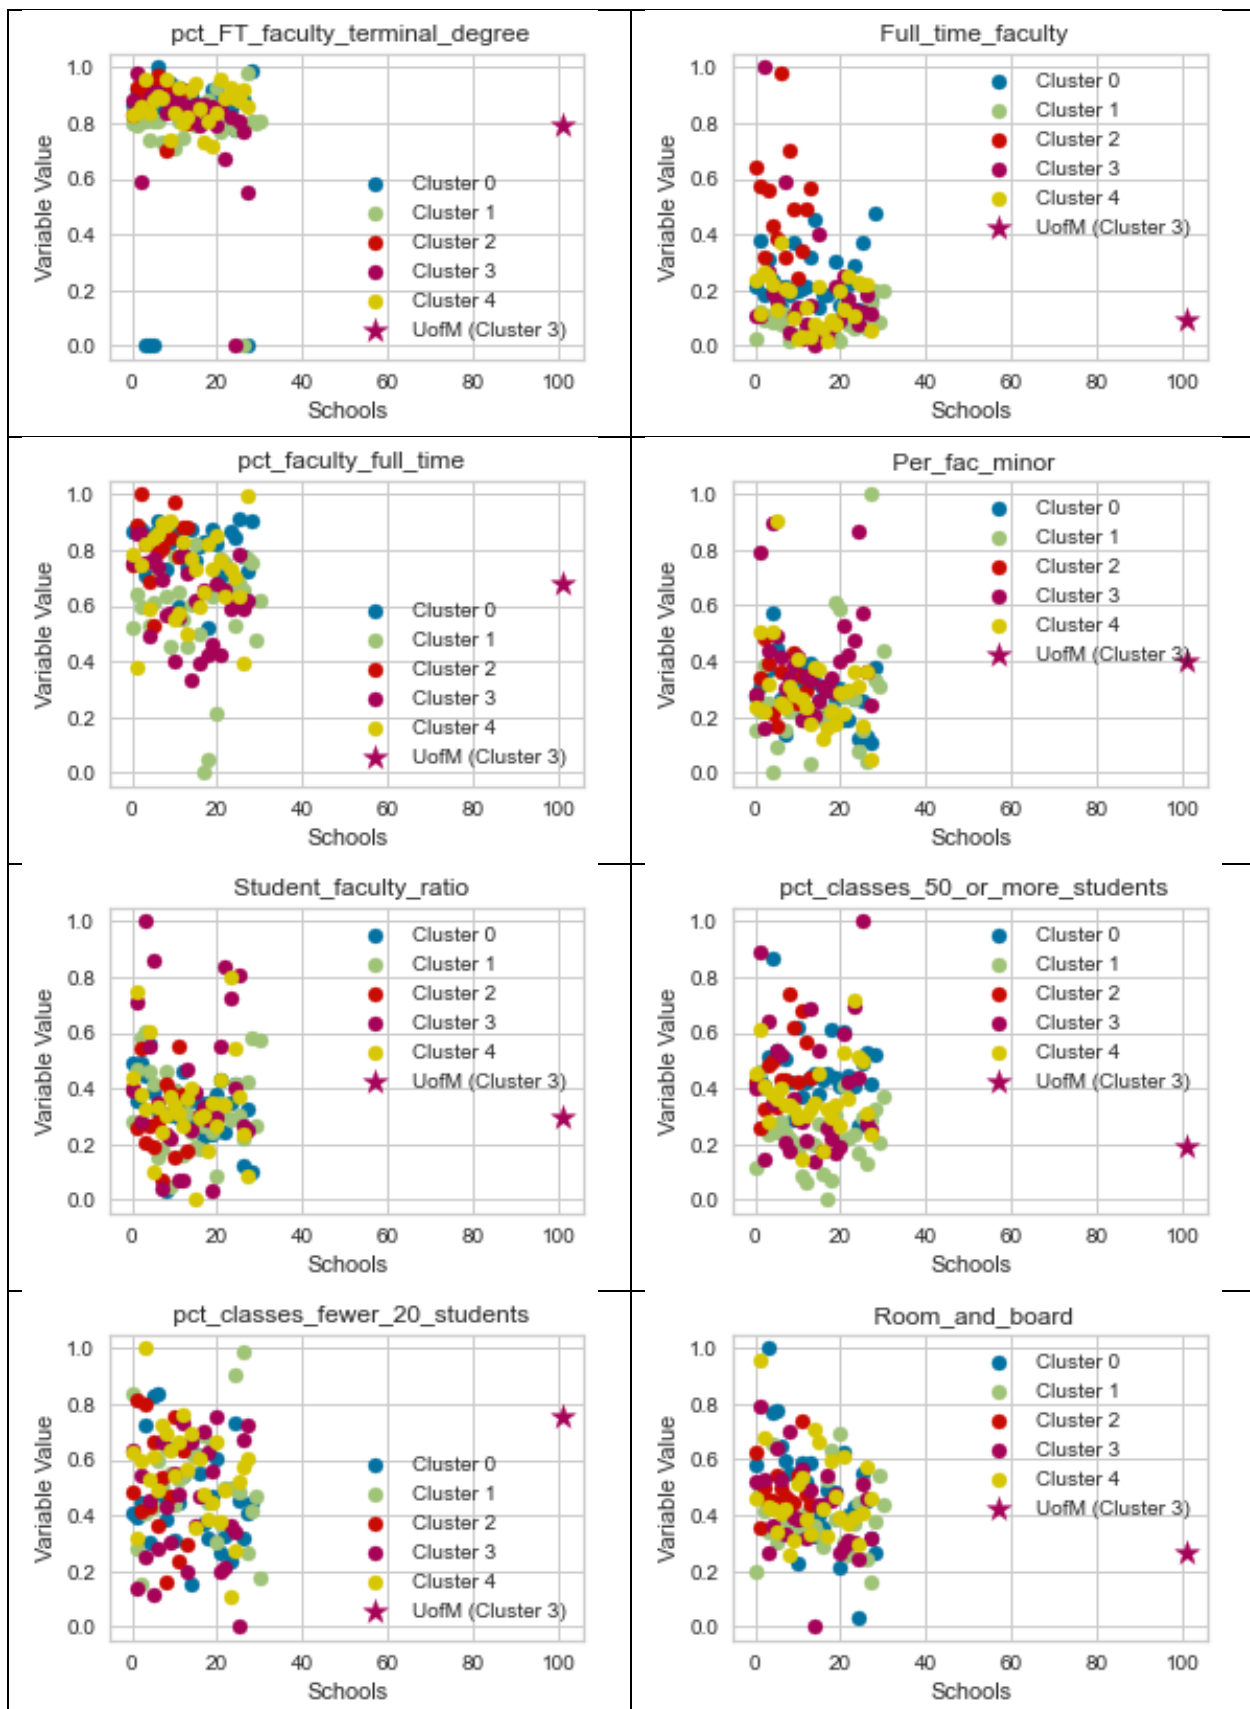 pct_FT_faculty_terminal_degree
Variable Value
1.0
0.8
0.6
0.4
0.2
0.0
Cluster 0
Cluster 1
Cluster 2
Cluster 3
Cluster 4
UofM (Cluster 3)
0 20 40 60 80 100
Schools
Full_time_faculty
Variable Value
1.0
0.8
0.6
0.4
0.2
0.0
Cluster 0
Cluster 1
Cluster 2
Cluster 3
Cluster 4
UofM (Cluster 3)
0 20 40 60 80 100
Schools
pct_faculty_full_time
Variable Value
1.0
0.8
0.6
0.4
0.2
0.0
Cluster 0
Cluster 1
Cluster 2
Cluster 3
Cluster 4
UofM (Cluster 3)
0 20 40 60 80 100
Schools
Per_fac_minor
Variable Value
1.0
0.8
0.6
0.4
0.2
0.0
Cluster 0
Cluster 1
Cluster 2
Cluster 3
Cluster 4
UofM (Cluster 3)
0 20 40 60 80 100
Schools
Student_faculty_ratio
Variable Value
1.0
0.8
0.6
0.4
0.2
0.0
Cluster 0
Cluster 1
Cluster 2
Cluster 3
Cluster 4
UofM (Cluster 3)
0 20 40 60 80 100
Schools
pct_classes_50_or_more_students
Variable Value
1.0
0.8
0.6
0.4
0.2
0.0
Cluster 0
Cluster 1
Cluster 2
Cluster 3
Cluster 4
UofM (Cluster 3)
0 20 40 60 80 100
Schools
pct_classes_fewer_20_students
Variable Value
1.0
0.8
0.6
0.4
0.2
0.0
Cluster 0
Cluster 1
Cluster 2
Cluster 3
Cluster 4
UofM (Cluster 3)
0 20 40 60 80 100
Schools
Room_and_board
Variable Value
1.0
0.8
0.6
0.4
0.2
0.0
Cluster 0
Cluster 1
Cluster 2
Cluster 3
Cluster 4
UofM (Cluster 3)
0 20 40 60 80 100
Schools